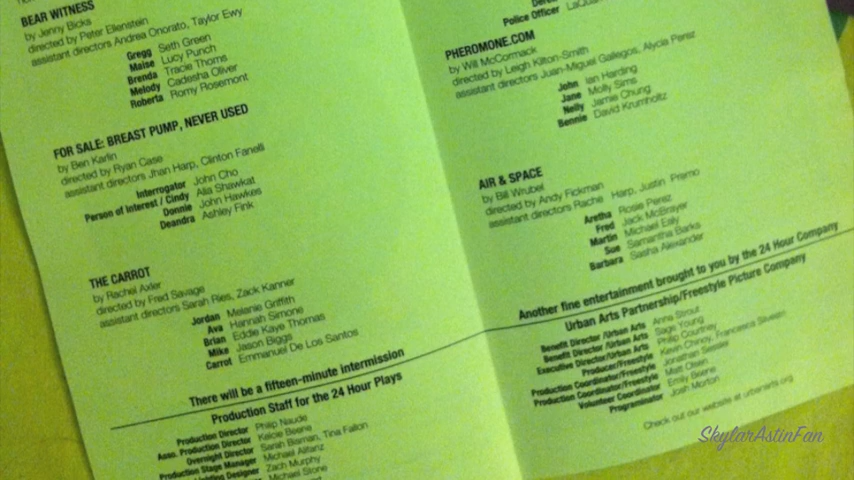 BEAR WITNESS
by Jenny Bicks
directed by Peter Ellenstein
assistant directors Andrea Onorato, Taylor Ewy
Gregg Seth Green
Maise Lucy Punch
Brenda Tracie Thoms
Melody Cadesha Oliver
Roberta Romy Rosemont
FOR SALE: BREAST PUMP, NEVER USED
by Ben Karlin
directed by Ryan Case
assistant directors Jhan Harp, Clinton Fanelli
Interrogator John Cho
Person of Interest / Cindy Alia Shawkat
Donnie John Hawkes
Deandra Ashley Fink
THE CARROT
by Rachel Axler
directed by Fred Savage
assistant directors Sarah Ries, Zack Kanner
Jordan Melanie Griffith
Ava Hannah Simone
Brian Eddie Kaye Thomas
Mike Jason Biggs
Carrot Emmanuel De Los Santos
There will be a fifteen-minute intermission
Production Staff for the 24 Hour Plays
Production Director Philip Naudé
Asso. Production Director Kelcie Beene
Overnight Director Sarah Bisman, Tina Fallon
Production Stage Manager Michael Alifanz
Lighting Designer Zach Murphy
Michael Stone
Police Officer
PHEROMONE.COM
by Will McCormack
directed by Leigh Kilton-Smith
assistant directors Juan-Miguel Gallegos, Alycia Perez
John Ian Harding
Jane Molly Sims
Nelly Jamie Chung
Bennie David Krumholtz
AIR & SPACE
by Bill Wrubel
directed by Andy Fickman
assistant directors Rachel Harp, Justin Premo
Aretha Rosie Perez
Fred Jack McBrayer
Martin Michael Ealy
Sue Samantha Barks
Barbara Sasha Alexander
Another fine entertainment brought to you by the 24 Hour Company
Urban Arts Partnership/Freestyle Picture Company
Benefit Director /Urban Arts Anna Strout
Benefit Director /Urban Arts Sage Young
Executive Director/Urban Arts Philip Courtney
Producer/Freestyle Kevin Chinoy, Francesca Silvestri
Production Coordinator/Freestyle Jonathan
Production Coordinator/Freestyle Matt Olsen
Volunteer Coordinator Emily Beene
Programinator Josh Morton
Check out our website at urbanarts.org
SkylarAstinFan